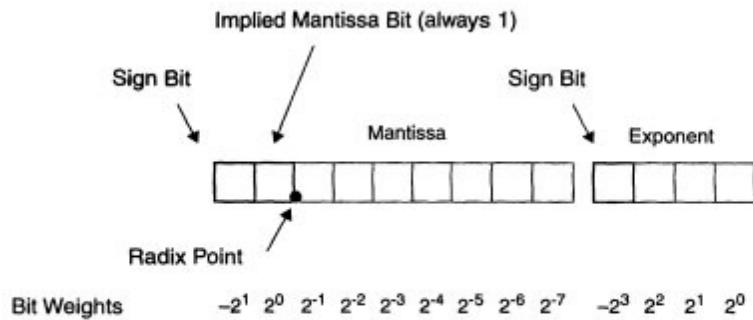 Implied Mantissa Bit (always 1)
Sign Bit Sign Bit
Mantissa Exponent
Radix Point
Bit Weights −2¹ 2⁰ 2⁻¹ 2⁻² 2⁻³ 2⁻⁴ 2⁻⁵ 2⁻⁶ 2⁻⁷ −2³ 2² 2¹ 2⁰